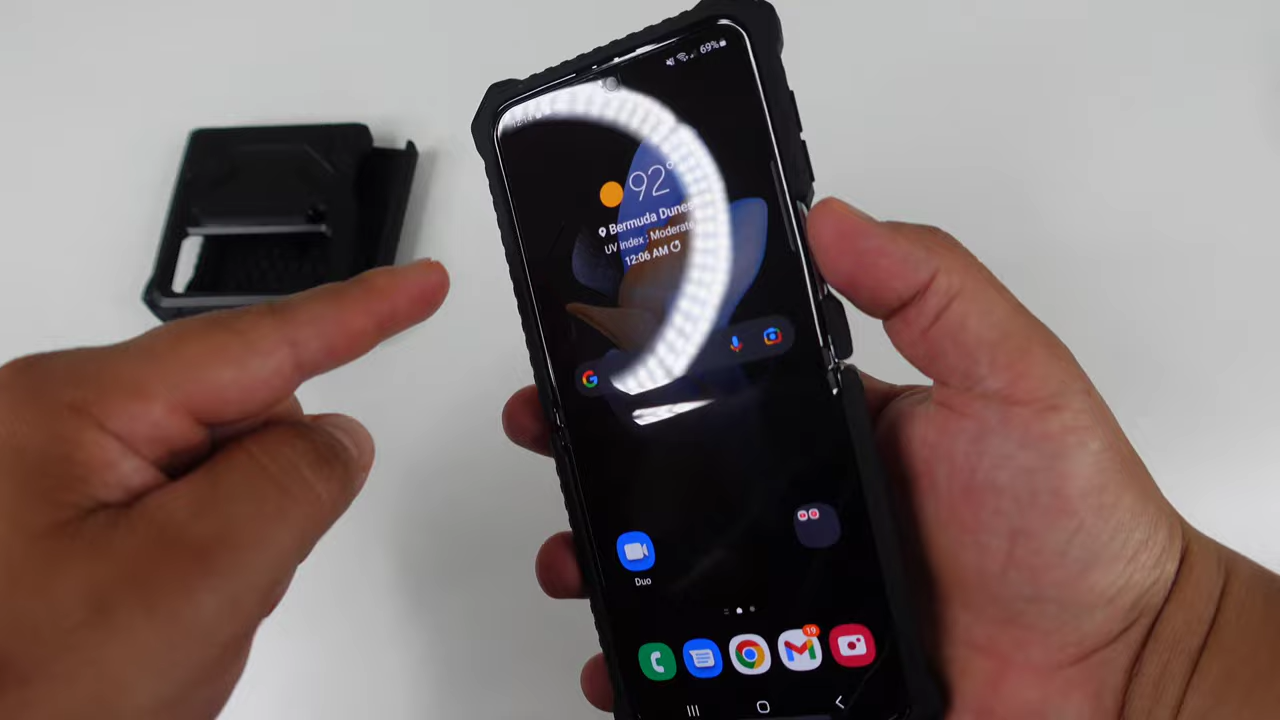 69%
92°
Bermuda Dunes
UV index : Moderate
12:06 AM
G
Duo
19